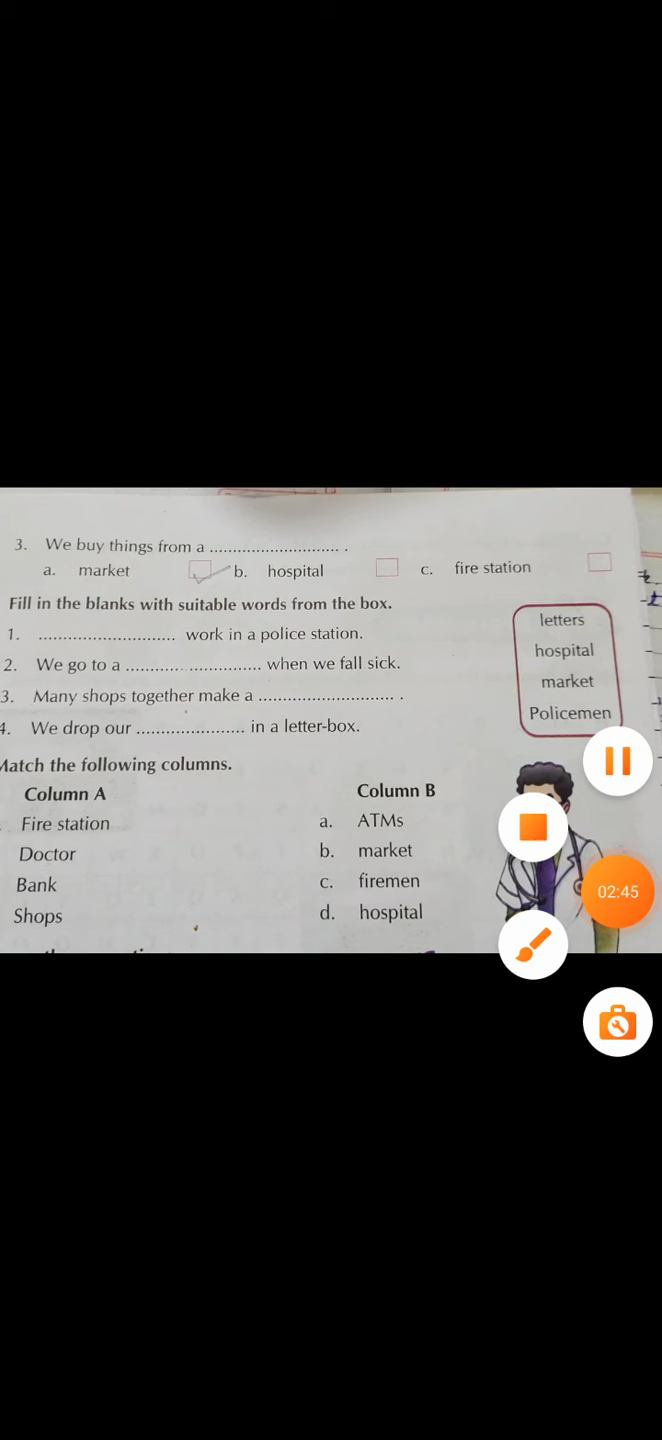 3. We buy things from a ............................ .
a. market b. hospital c. fire station
Fill in the blanks with suitable words from the box.
1. ............................. work in a police station.
2. We go to a ........... ............... when we fall sick.
3. Many shops together make a ............................. .
4. We drop our ....................... in a letter-box.
letters
hospital
market
Policemen
Match the following columns.
Column A Column B
Fire station a. ATMs
Doctor b. market
Bank c. firemen
Shops d. hospital
02:45